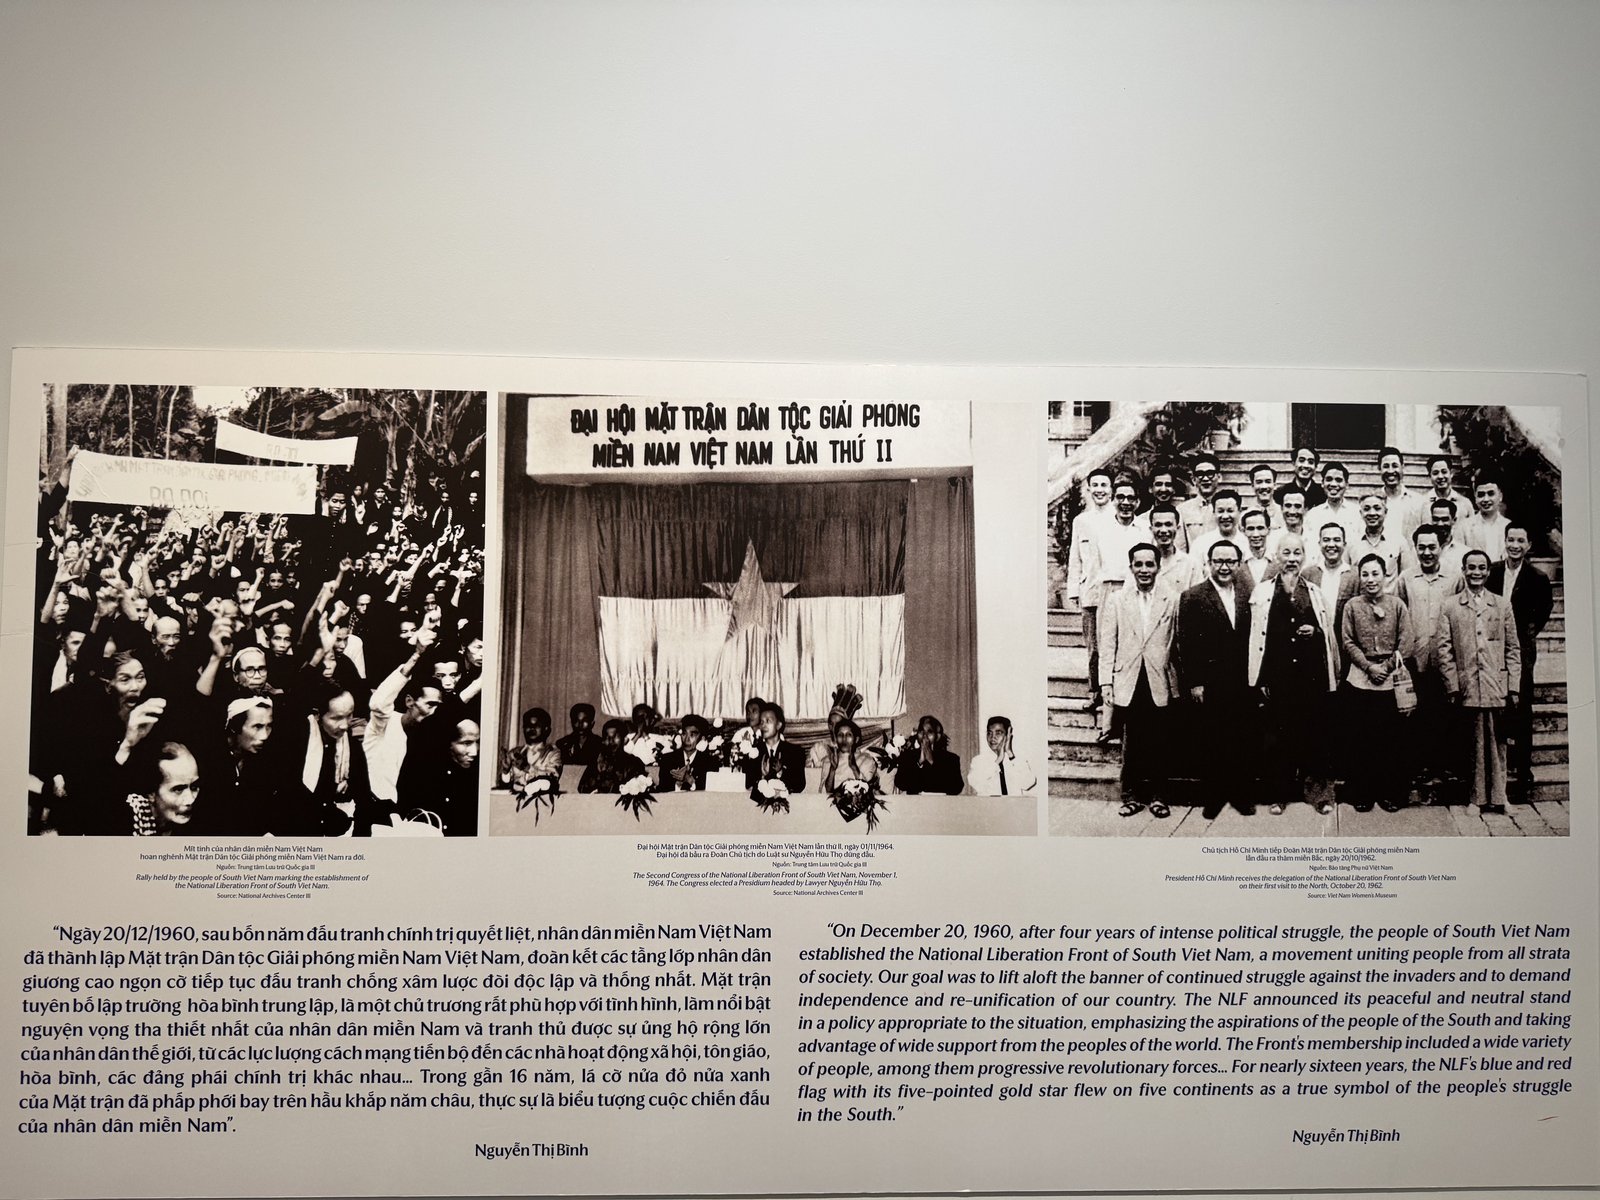 ĐẠI HỘI MẶT TRẬN DÂN TỘC GIẢI PHÓNG
MIỀN NAM VIỆT NAM LẦN THỨ II
RA ĐỜI
Mít tinh của nhân dân miền Nam Việt Nam
hoan nghênh Mặt trận Dân tộc Giải phóng miền Nam Việt Nam ra đời.
Nguồn: Trung tâm Lưu trữ Quốc gia III
Rally held by the people of South Viet Nam marking the establishment of
the National Liberation Front of South Viet Nam.
Source: National Archives Center III
Đại hội Mặt trận Dân tộc Giải phóng miền Nam Việt Nam lần thứ II, ngày 01/11/1964.
Đại hội đã bầu ra Đoàn Chủ tịch do Luật sư Nguyễn Hữu Thọ đứng đầu.
Nguồn: Trung tâm Lưu trữ Quốc gia III
The Second Congress of the National Liberation Front of South Viet Nam, November 1,
1964. The Congress elected a Presidium headed by Lawyer Nguyễn Hữu Thọ.
Source: National Archives Center III
Chủ tịch Hồ Chí Minh tiếp Đoàn Mặt trận Dân tộc Giải phóng miền Nam
lần đầu ra thăm miền Bắc, ngày 20/10/1962.
Nguồn: Bảo tàng Phụ nữ Việt Nam
President Hồ Chí Minh receives the delegation of the National Liberation Front of South Viet Nam
on their first visit to the North, October 20, 1962.
Source: Viet Nam Women's Museum
“Ngày 20/12/1960, sau bốn năm đấu tranh chính trị quyết liệt, nhân dân miền Nam Việt Nam
đã thành lập Mặt trận Dân tộc Giải phóng miền Nam Việt Nam, đoàn kết các tầng lớp nhân dân
giương cao ngọn cờ tiếp tục đấu tranh chống xâm lược đòi độc lập và thống nhất. Mặt trận
tuyên bố lập trường hòa bình trung lập, là một chủ trương rất phù hợp với tình hình, làm nổi bật
nguyện vọng tha thiết nhất của nhân dân miền Nam và tranh thủ được sự ủng hộ rộng lớn
của nhân dân thế giới, từ các lực lượng cách mạng tiến bộ đến các nhà hoạt động xã hội, tôn giáo,
hòa bình, các đảng phái chính trị khác nhau... Trong gần 16 năm, lá cờ nửa đỏ nửa xanh
của Mặt trận đã phấp phới bay trên hầu khắp năm châu, thực sự là biểu tượng cuộc chiến đấu
của nhân dân miền Nam”.
Nguyễn Thị Bình
“On December 20, 1960, after four years of intense political struggle, the people of South Viet Nam
established the National Liberation Front of South Viet Nam, a movement uniting people from all strata
of society. Our goal was to lift aloft the banner of continued struggle against the invaders and to demand
independence and re-unification of our country. The NLF announced its peaceful and neutral stand
in a policy appropriate to the situation, emphasizing the aspirations of the people of the South and taking
advantage of wide support from the peoples of the world. The Front's membership included a wide variety
of people, among them progressive revolutionary forces... For nearly sixteen years, the NLF's blue and red
flag with its five-pointed gold star flew on five continents as a true symbol of the people's struggle
in the South.”
Nguyễn Thị Bình